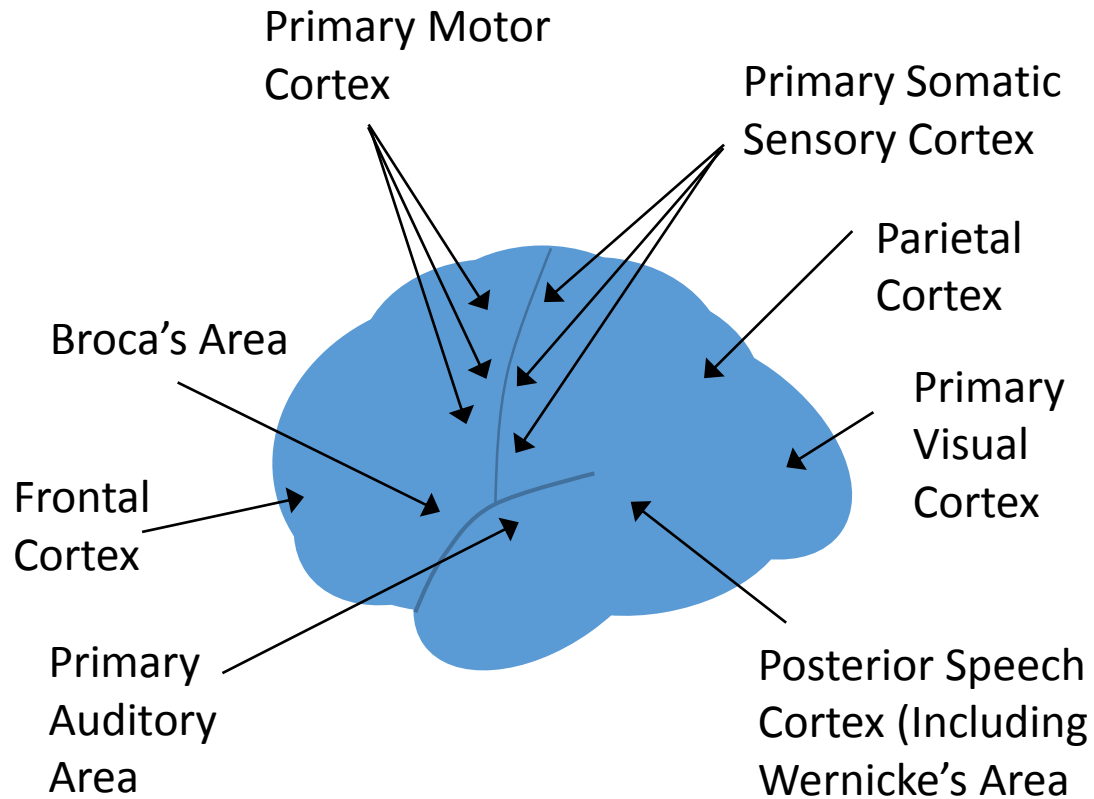 Primary Motor
Cortex
Primary Somatic
Sensory Cortex
Parietal
Cortex
Broca’s Area
Primary
Visual
Cortex
Frontal
Cortex
Primary
Auditory
Area
Posterior Speech
Cortex (Including
Wernicke’s Area